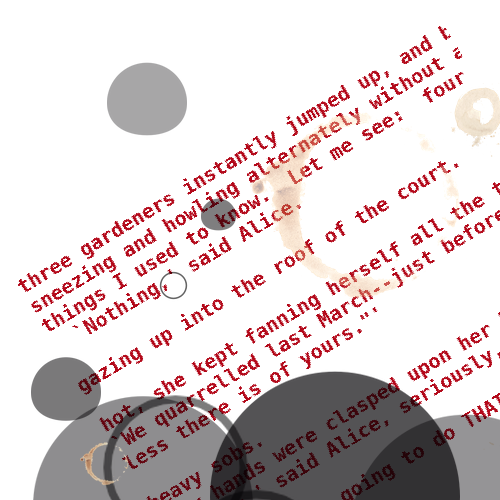 three gardeners instantly jumped up, and
sneezing and howling alternately without a
things I used to know. Let me see: four
`Nothing,' said Alice.
gazing up into the roof of the court.
hot, she kept fanning herself all the
We quarrelled last March--just before
less there is of yours."'
heavy sobs.
hands were clasped upon her
said Alice, seriously,
going to do THAT